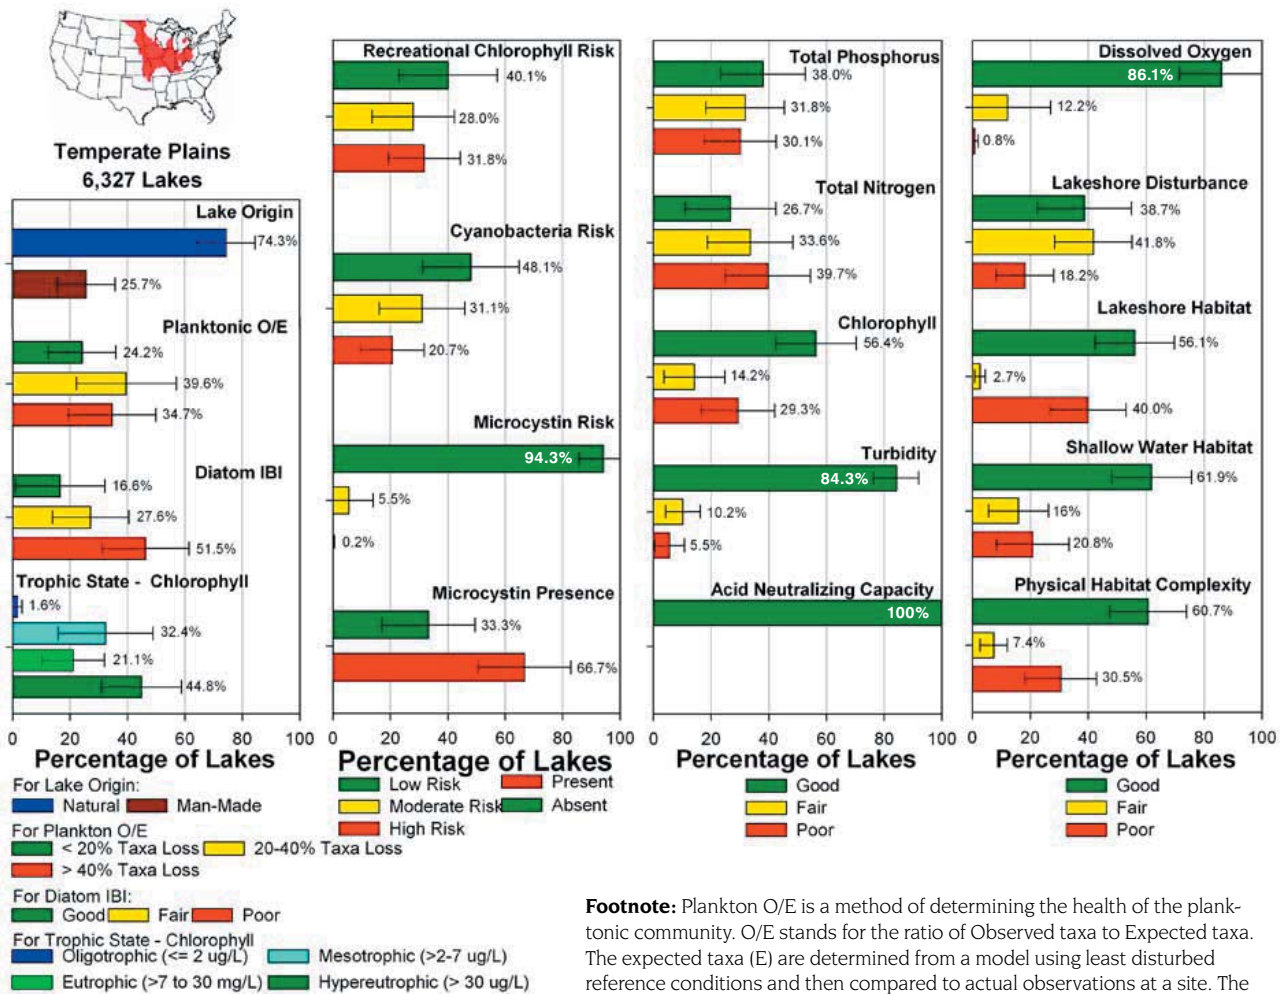 Temperate Plains
6,327 Lakes
Lake Origin
74.3%
25.7%
Planktonic O/E
24.2%
39.6%
34.7%
Diatom IBI
16.6%
27.6%
51.5%
Trophic State - Chlorophyll
1.6%
32.4%
21.1%
44.8%
0 20 40 60 80 100
Percentage of Lakes
For Lake Origin:
Natural Man-Made
For Plankton O/E
< 20% Taxa Loss 20-40% Taxa Loss
> 40% Taxa Loss
For Diatom IBI:
Good Fair Poor
For Trophic State - Chlorophyll
Oligotrophic (<= 2 ug/L) Mesotrophic (>2-7 ug/L)
Eutrophic (>7 to 30 mg/L) Hypereutrophic (> 30 ug/L)
Recreational Chlorophyll Risk
40.1%
28.0%
31.8%
Cyanobacteria Risk
48.1%
31.1%
20.7%
Microcystin Risk
94.3%
5.5%
0.2%
Microcystin Presence
33.3%
66.7%
0 20 40 60 80 100
Percentage of Lakes
Low Risk Present
Moderate Risk Absent
High Risk
Total Phosphorus
38.0%
31.8%
30.1%
Total Nitrogen
26.7%
33.6%
39.7%
Chlorophyll
56.4%
14.2%
29.3%
Turbidity
84.3%
10.2%
5.5%
Acid Neutralizing Capacity
100%
0 20 40 60 80 100
Percentage of Lakes
Good
Fair
Poor
Dissolved Oxygen
86.1%
12.2%
0.8%
Lakeshore Disturbance
38.7%
41.8%
18.2%
Lakeshore Habitat
56.1%
2.7%
40.0%
Shallow Water Habitat
61.9%
16%
20.8%
Physical Habitat Complexity
60.7%
7.4%
30.5%
0 20 40 60 80 100
Percentage of Lakes
Good
Fair
Poor
Footnote: Plankton O/E is a method of determining the health of the plank-
tonic community. O/E stands for the ratio of Observed taxa to Expected taxa.
The expected taxa (E) are determined from a model using least disturbed
reference conditions and then compared to actual observations at a site. The